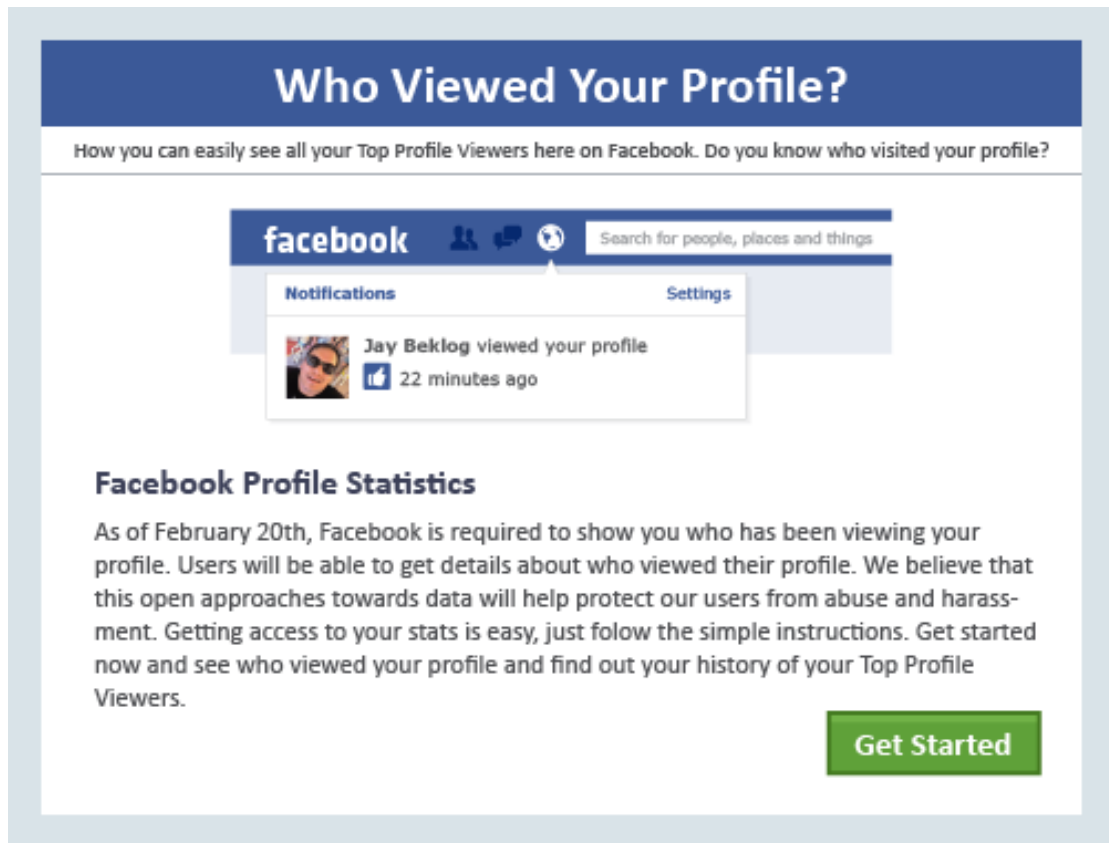 Who Viewed Your Profile?
How you can easily see all your Top Profile Viewers here on Facebook. Do you know who visited your profile?
facebook
Search for people, places and things
Notifications
Settings
Jay Beklog viewed your profile
22 minutes ago
Facebook Profile Statistics
As of February 20th, Facebook is required to show you who has been viewing your
profile. Users will be able to get details about who viewed their profile. We believe that
this open approaches towards data will help protect our users from abuse and harass-
ment. Getting access to your stats is easy, just folow the simple instructions. Get started
now and see who viewed your profile and find out your history of your Top Profile
Viewers.
Get Started